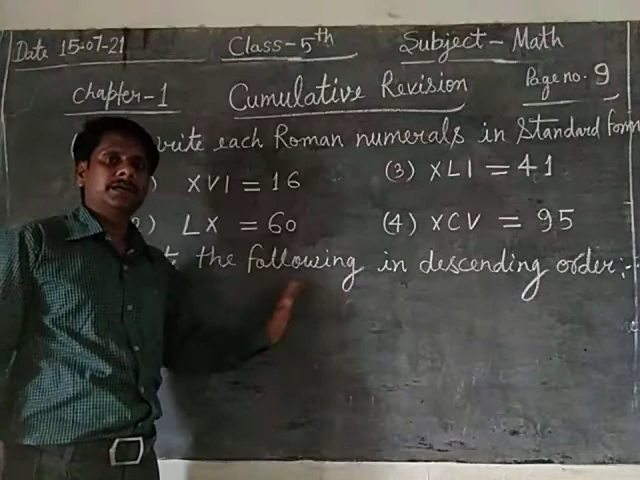 Date 15-07-21 Class-5th Subject-Math
Chapter-1 Cumulative Revision Page no. 9
write each Roman numerals in Standard form
XVI = 16 (3) XLI = 41
2) LX = 60 (4) XCV = 95
the following in descending order:-